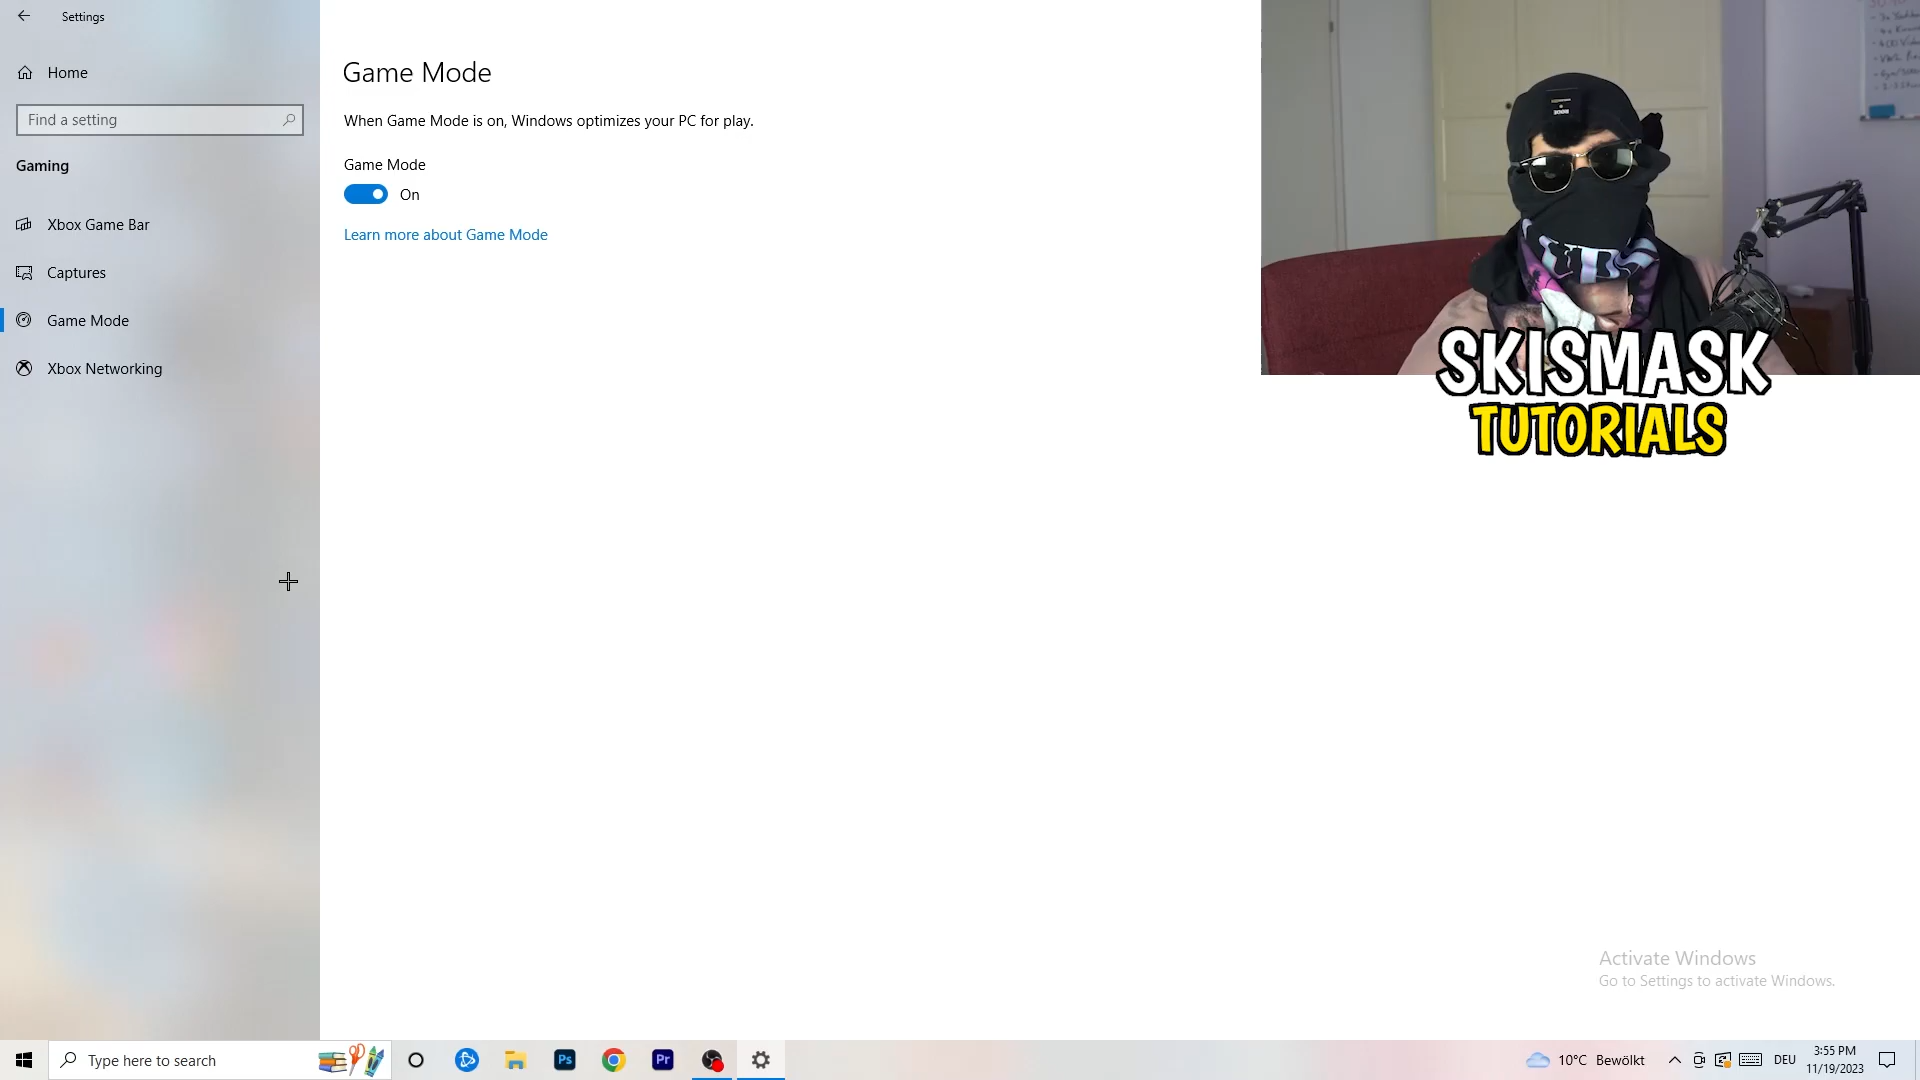 Settings
Home
Find a setting
Gaming
Xbox Game Bar
Captures
Game Mode
Xbox Networking
Game Mode
When Game Mode is on, Windows optimizes your PC for play.
Game Mode
On
Learn more about Game Mode
SKISMASK
TUTORIALS
Activate Windows
Go to Settings to activate Windows.
Type here to search
Ps
Pr
10°C Bewölkt
DEU
3:55 PM
11/19/2023